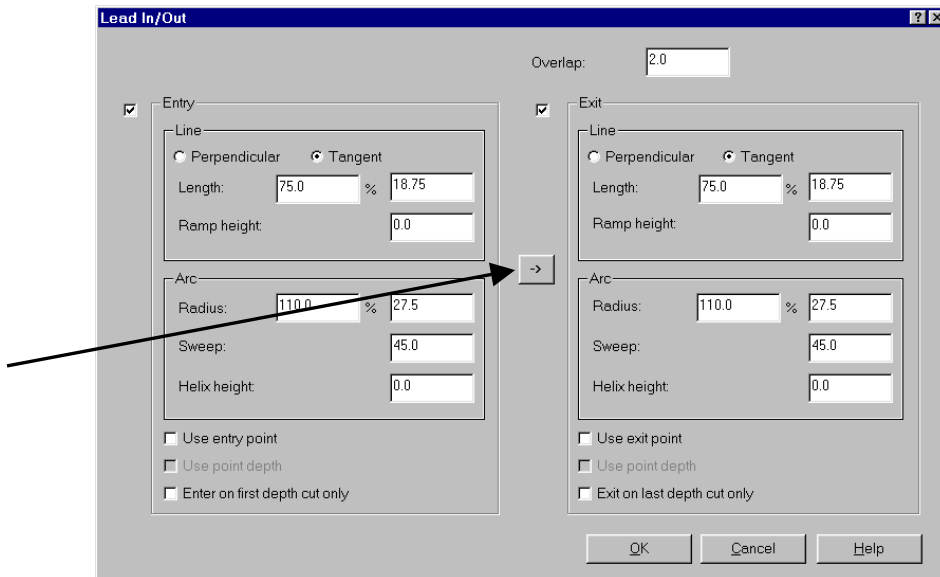 Lead In/Out
Overlap: 2.0
Entry
Line
Perpendicular Tangent
Length: 75.0 % 18.75
Ramp height: 0.0
Arc
Radius: 110.0 % 27.5
Sweep: 45.0
Helix height: 0.0
Use entry point
Use point depth
Enter on first depth cut only
->
Exit
Line
Perpendicular Tangent
Length: 75.0 % 18.75
Ramp height: 0.0
Arc
Radius: 110.0 % 27.5
Sweep: 45.0
Helix height: 0.0
Use exit point
Use point depth
Exit on last depth cut only
OK Cancel Help